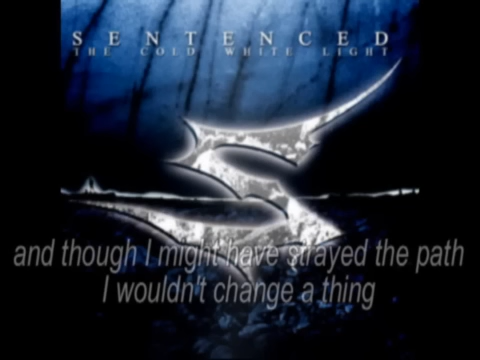 SENTENCED
THE COLD WHITE LIGHT
and though I might have strayed the path
I wouldn't change a thing